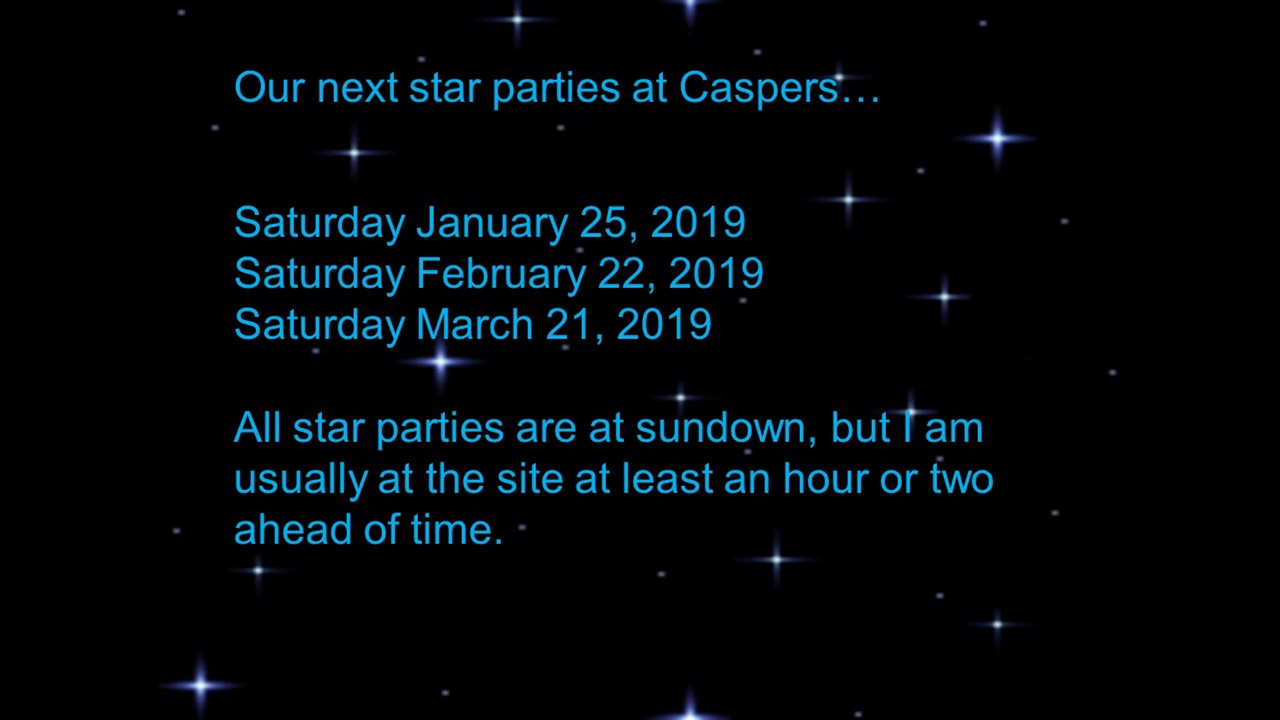 Our next star parties at Caspers…
Saturday January 25, 2019
Saturday February 22, 2019
Saturday March 21, 2019
All star parties are at sundown, but I am
usually at the site at least an hour or two
ahead of time.